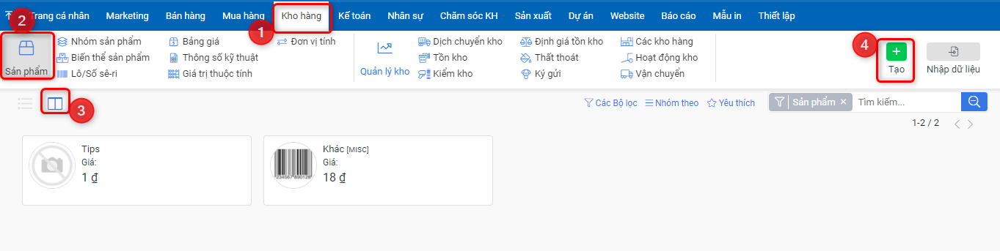 Trang cá nhân Marketing Bán hàng Mua hàng Kho hàng Kế toán Nhân sự Chăm sóc KH Sản xuất Dự án Website Báo cáo Mẫu in Thiết lập
2 1 4
Nhóm sản phẩm Bảng giá Đơn vị tính Dịch chuyển kho Định giá tồn kho Các kho hàng
Biến thể sản phẩm Thông số kỹ thuật Tồn kho Thất thoát Hoạt động kho
Sản phẩm Lô/Số sê-ri Giá trị thuộc tính Quản lý kho Kiểm kho Ký gửi Vận chuyển Tạo Nhập dữ liệu
3 Các Bộ lọc Nhóm theo Yêu thích Sản phẩm × Tìm kiếm...
1-2 / 2
Tips
Giá:
1 ₫
234567 890128
Khác [MISC]
Giá:
18 ₫